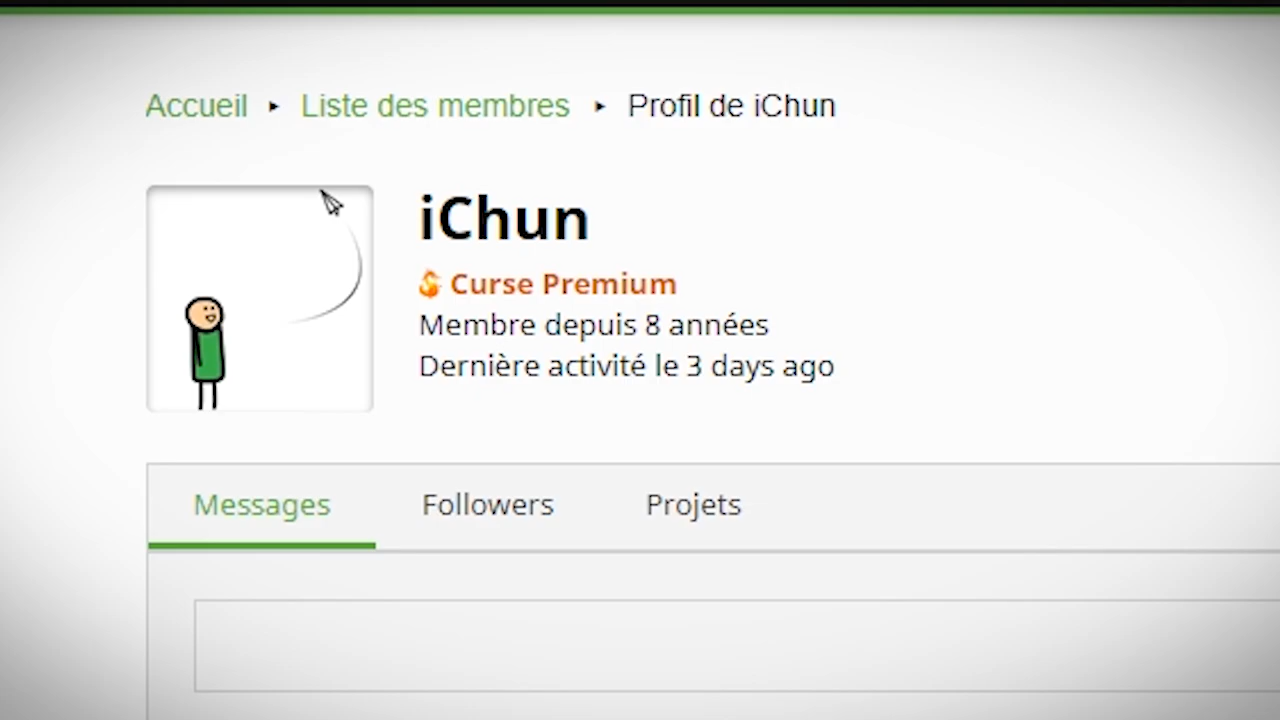 Accueil ▸ Liste des membres ▸ Profil de iChun
iChun
Curse Premium
Membre depuis 8 années
Dernière activité le 3 days ago
Messages Followers Projets